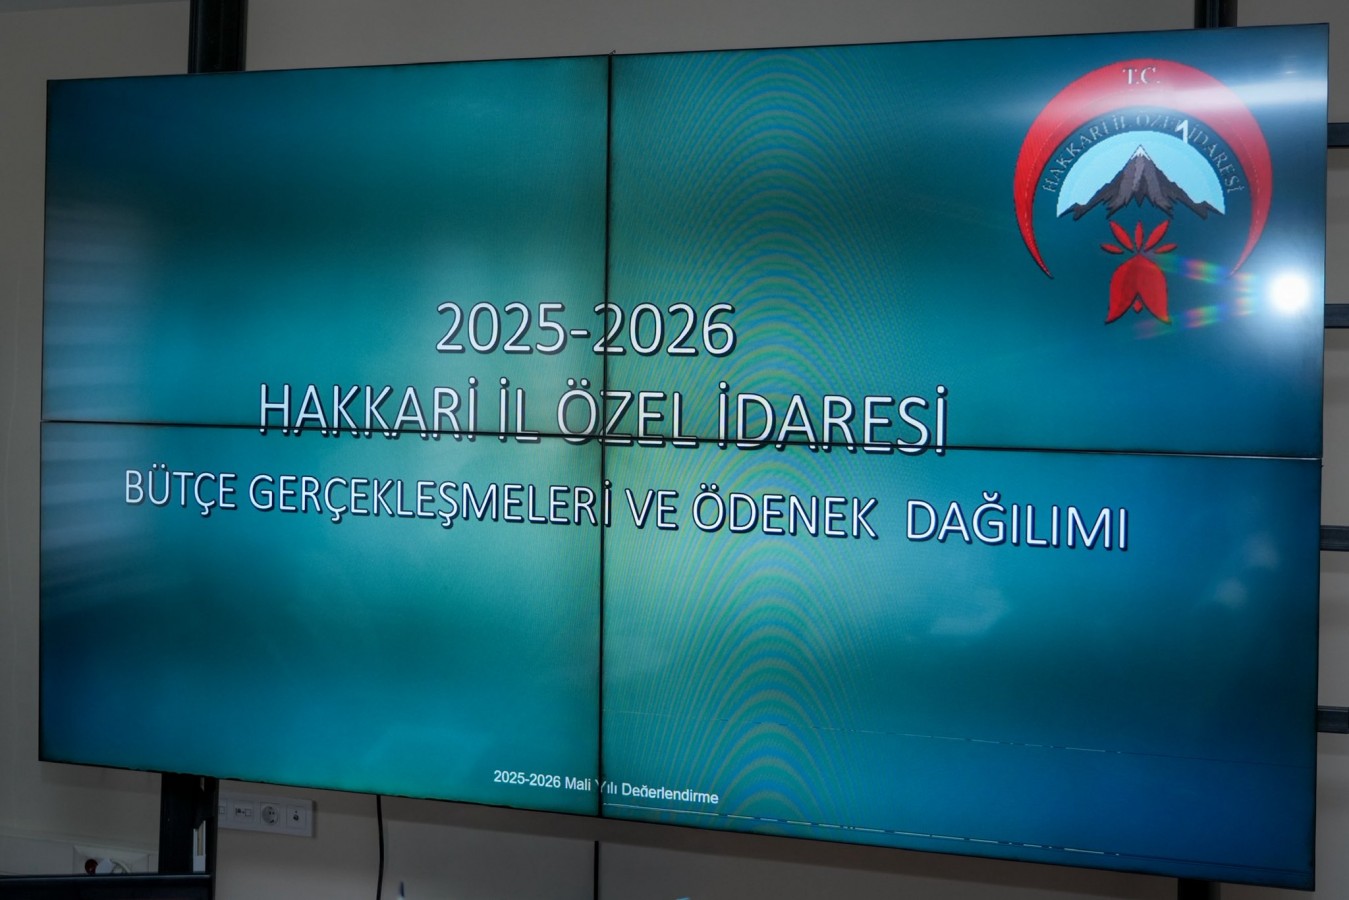 T.C.
HAKKARİ İL ÖZEL İDARESİ
2025-2026
HAKKARİ İL ÖZEL İDARESİ
BÜTÇE GERÇEKLEŞMELERİ VE ÖDENEK DAĞILIMI
2025-2026 Mali Yılı Değerlendirme